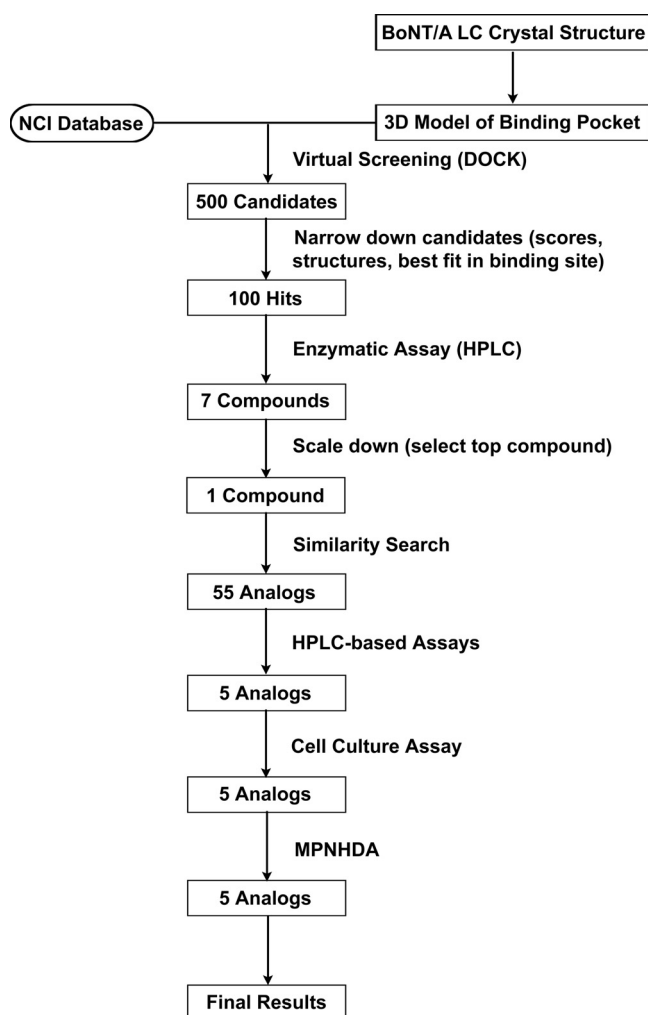 BoNT/A LC Crystal Structure
NCI Database
3D Model of Binding Pocket
Virtual Screening (DOCK)
500 Candidates
Narrow down candidates (scores,
structures, best fit in binding site)
100 Hits
Enzymatic Assay (HPLC)
7 Compounds
Scale down (select top compound)
1 Compound
Similarity Search
55 Analogs
HPLC-based Assays
5 Analogs
Cell Culture Assay
5 Analogs
MPNHDA
5 Analogs
Final Results